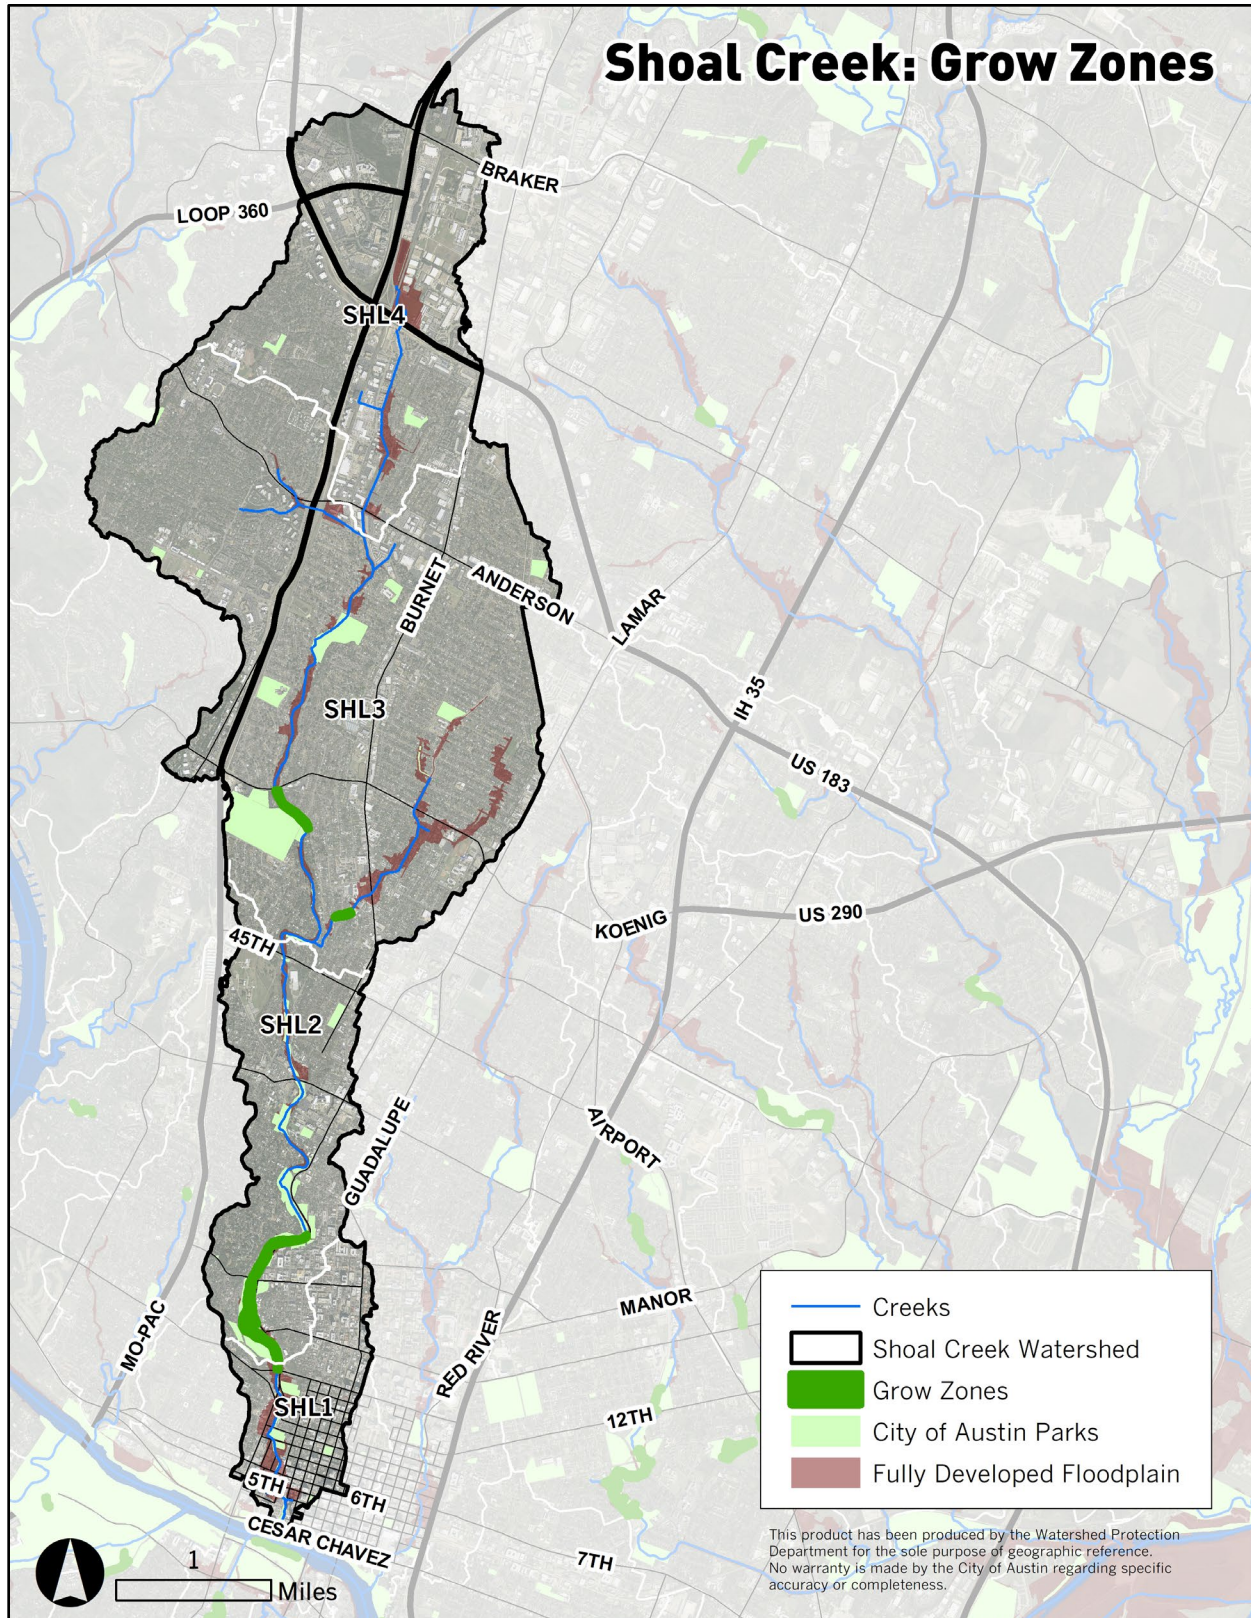 Shoal Creek: Grow Zones
BRAKER
LOOP 360
SHL4
BURNET
ANDERSON
LAMAR
IH 35
SHL3
US 183
45TH
KOENIG
US 290
SHL2
GUADALUPE
AIRPORT
MO-PAC
RED RIVER
MANOR
SHL1
12TH
5TH
6TH
CESAR CHAVEZ
7TH
Creeks
Shoal Creek Watershed
Grow Zones
City of Austin Parks
Fully Developed Floodplain
This product has been produced by the Watershed Protection
Department for the sole purpose of geographic reference.
No warranty is made by the City of Austin regarding specific
accuracy or completeness.
1
Miles